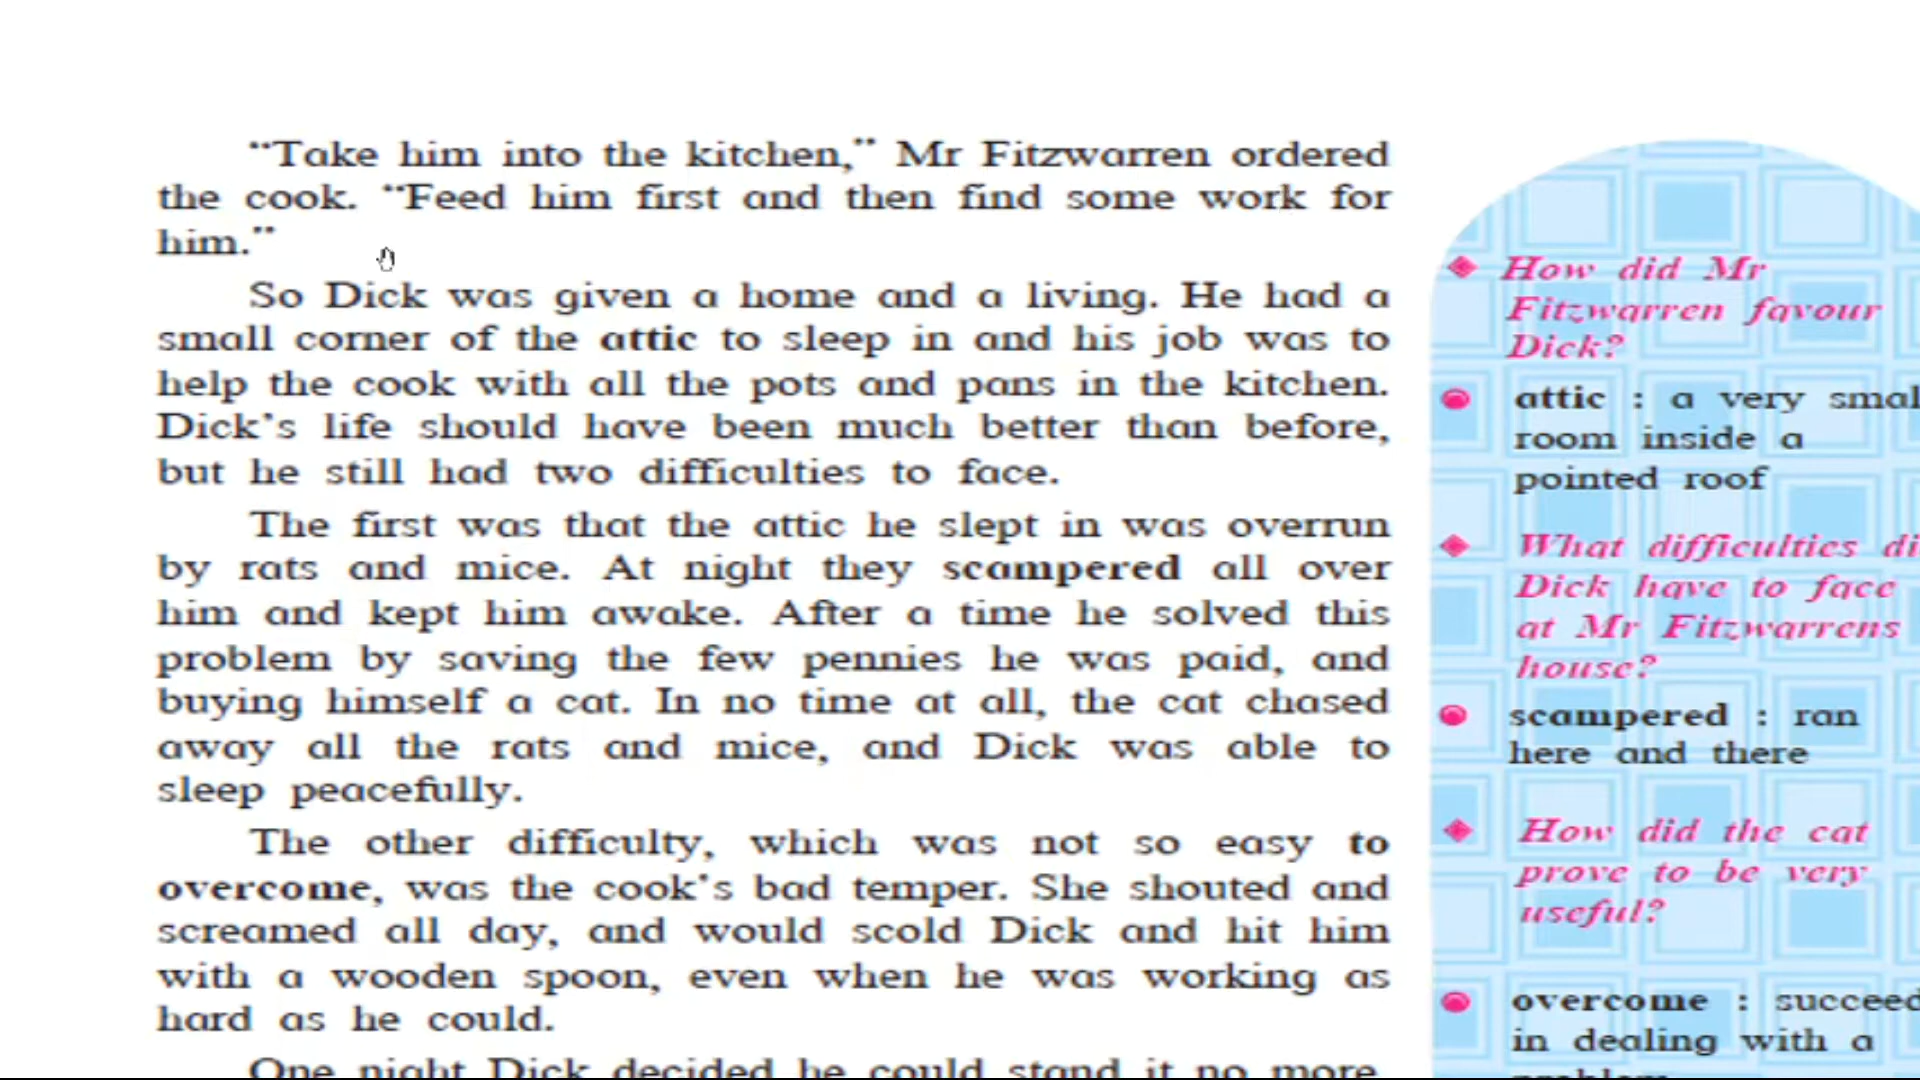 “Take him into the kitchen,” Mr Fitzwarren ordered
the cook. “Feed him first and then find some work for
him.”
So Dick was given a home and a living. He had a
small corner of the attic to sleep in and his job was to
help the cook with all the pots and pans in the kitchen.
Dick’s life should have been much better than before,
but he still had two difficulties to face.
The first was that the attic he slept in was overrun
by rats and mice. At night they scampered all over
him and kept him awake. After a time he solved this
problem by saving the few pennies he was paid, and
buying himself a cat. In no time at all, the cat chased
away all the rats and mice, and Dick was able to
sleep peacefully.
The other difficulty, which was not so easy to
overcome, was the cook’s bad temper. She shouted and
screamed all day, and would scold Dick and hit him
with a wooden spoon, even when he was working as
hard as he could.
One night Dick decided he could stand it no more.
How did Mr
Fitzwarren favour
Dick?
attic : a very smal
room inside a
pointed roof
What difficulties di
Dick have to face
at Mr Fitzwarrens
house?
scampered : ran
here and there
How did the cat
prove to be very
useful?
overcome : succeed
in dealing with a